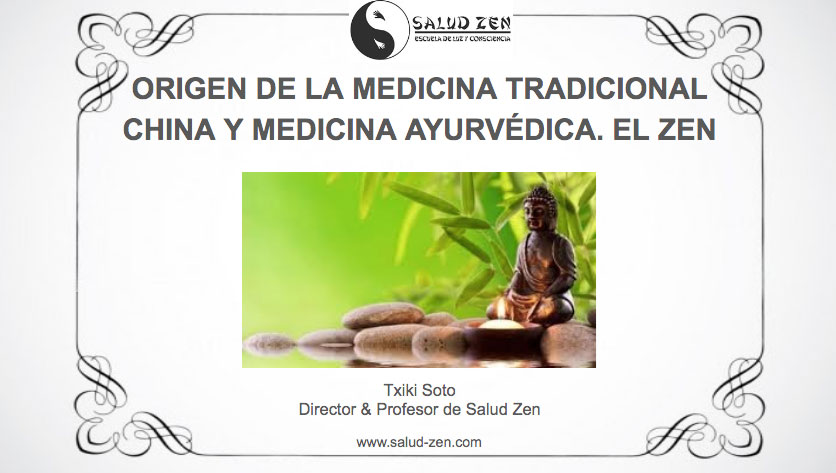 SALUD ZEN
ESCUELA DE LUZ Y CONSCIENCIA
ORIGEN DE LA MEDICINA TRADICIONAL
CHINA Y MEDICINA AYURVÉDICA. EL ZEN
Txiki Soto
Director & Profesor de Salud Zen
www.salud-zen.com